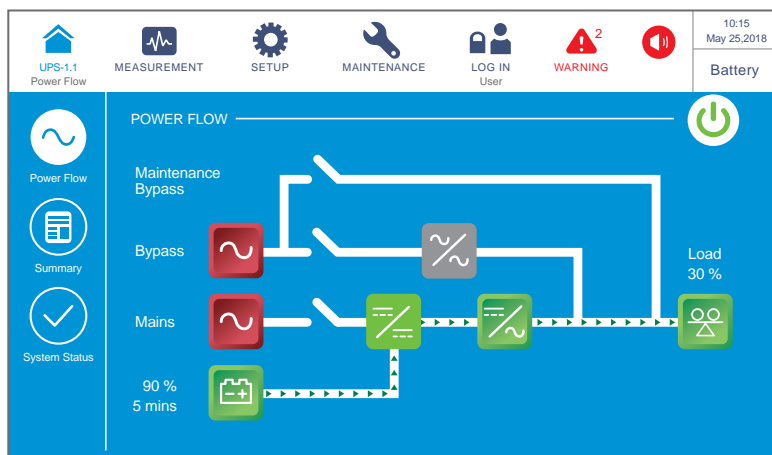 UPS-1.1
Power Flow
MEASUREMENT
SETUP
MAINTENANCE
LOG IN
User
2
WARNING
10:15
May 25,2018
Battery
POWER FLOW
Power Flow
Summary
System Status
Maintenance
Bypass
Bypass
Mains
90 %
5 mins
Load
30 %